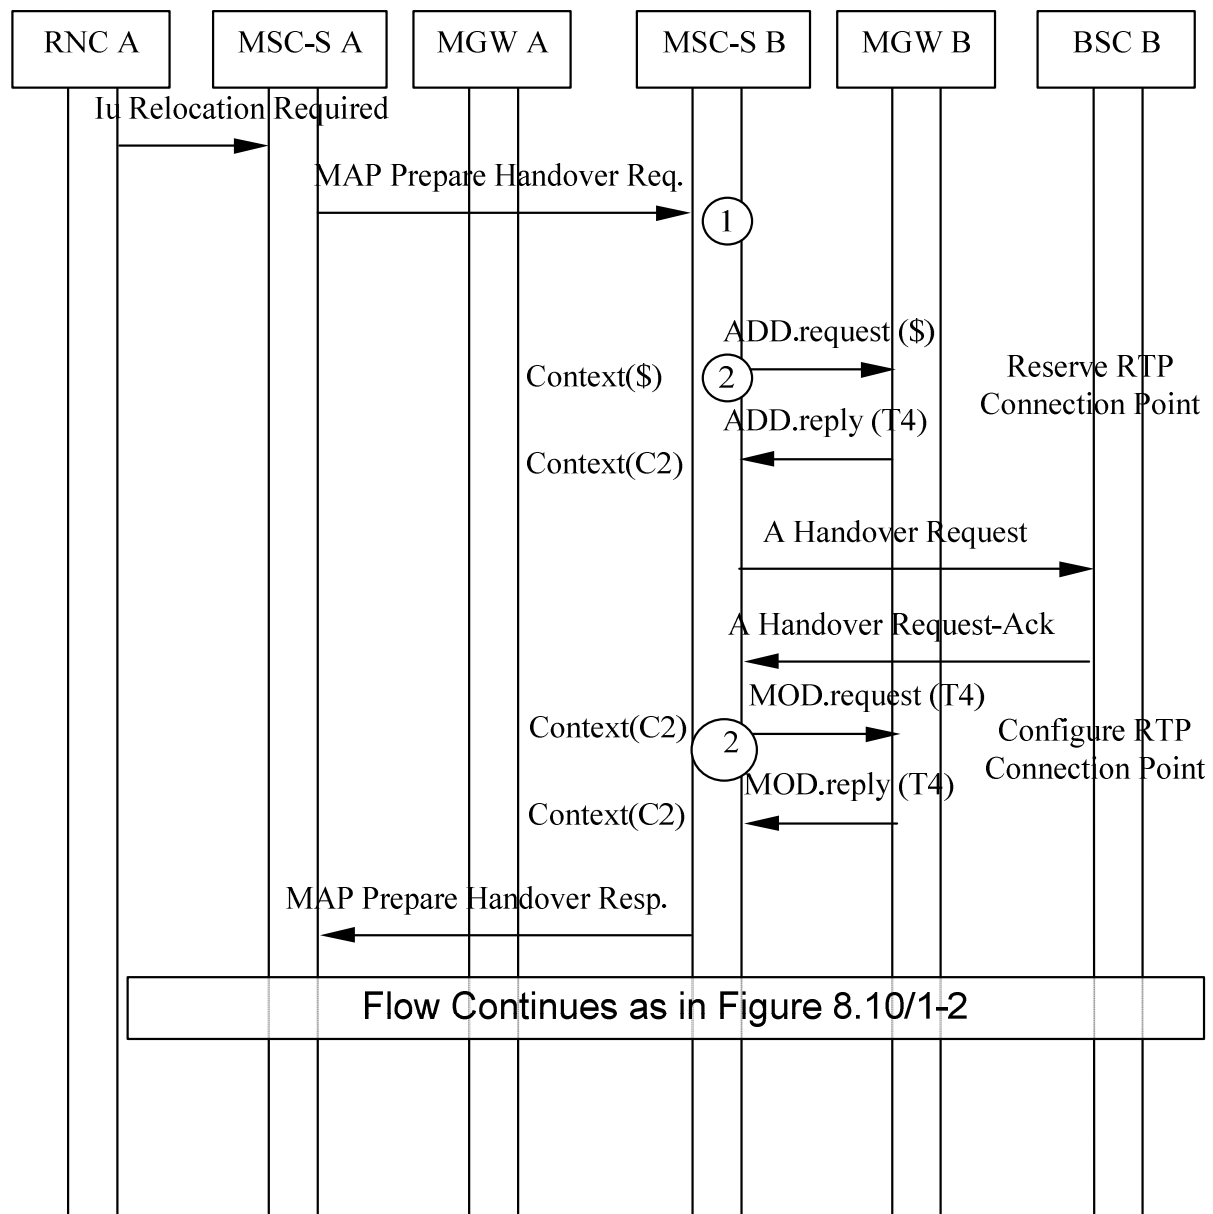 RNC A
MSC-S A
MGW A
MSC-S B
MGW B
BSC B
Iu Relocation Required
MAP Prepare Handover Req.
1
ADD.request ($)
Context($)
2
Reserve RTP
Connection Point
ADD.reply (T4)
Context(C2)
A Handover Request
A Handover Request-Ack
MOD.request (T4)
Context(C2)
2
Configure RTP
Connection Point
MOD.reply (T4)
Context(C2)
MAP Prepare Handover Resp.
Flow Continues as in Figure 8.10/1-2